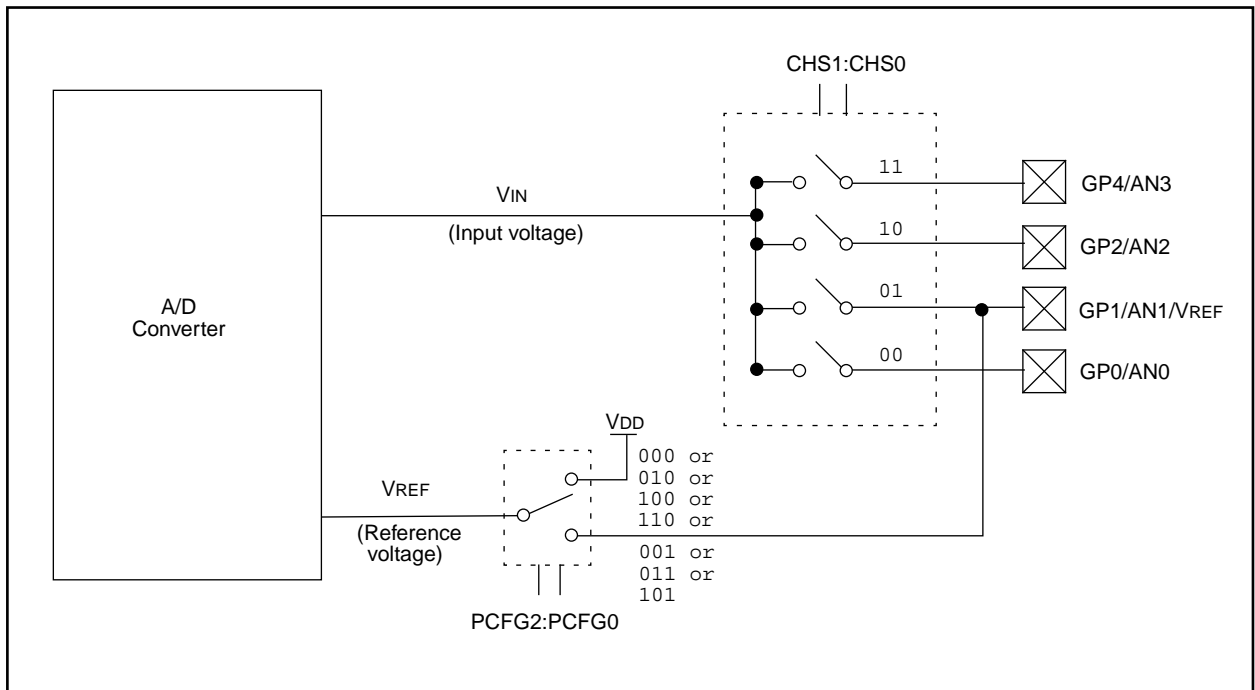 CHS1:CHS0
11
GP4/AN3
VIN
(Input voltage)
10
GP2/AN2
A/D
Converter
01
GP1/AN1/VREF
00
GP0/AN0
VDD
000 or
010 or
100 or
110 or
VREF
(Reference
voltage)
001 or
011 or
101
PCFG2:PCFG0